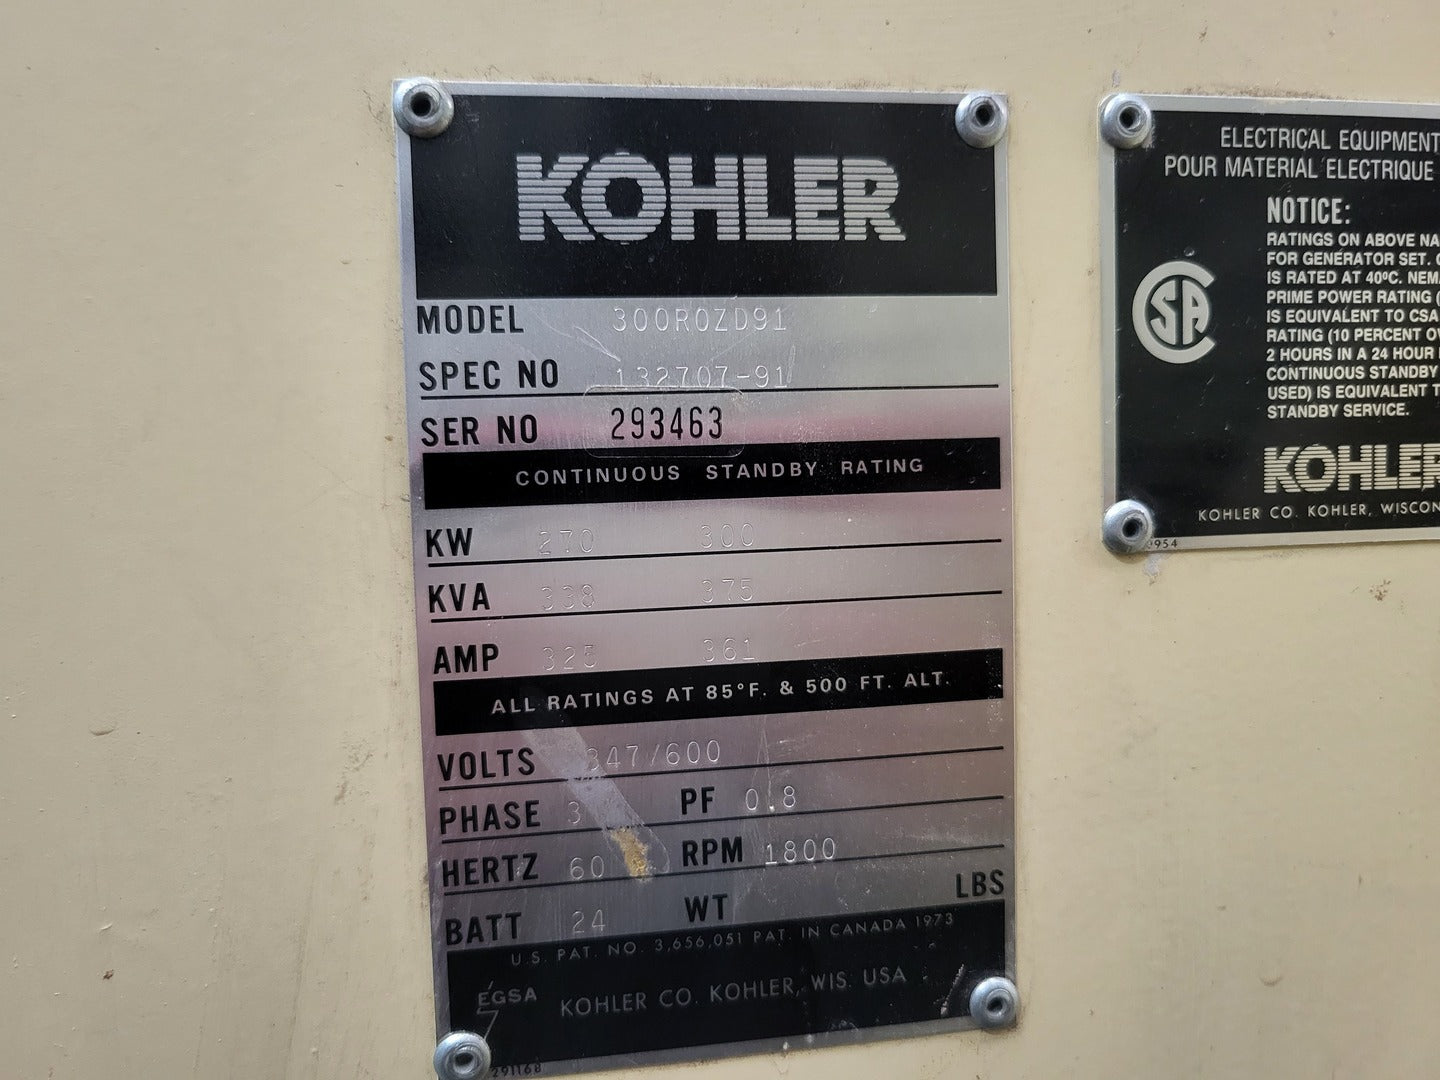 KOHLER
MODEL 300ROZD91
SPEC NO 132707-91
SER NO 293463
CONTINUOUS STANDBY RATING
KW 270 300
KVA 338 375
AMP 325 361
ALL RATINGS AT 85°F. & 500 FT. ALT.
VOLTS 347/600
PHASE 3 PF 0.8
HERTZ 60 RPM 1800
BATT 24 WT LBS
U.S. PAT. NO. 3,656,051 PAT. IN CANADA 1973
EGSA KOHLER CO. KOHLER, WIS. USA
291168
ELECTRICAL EQUIPMENT
POUR MATERIAL ELECTRIQUE
NOTICE:
RATINGS ON ABOVE
FOR GENERATOR SET.
IS RATED AT 40ºC.
PRIME POWER RATING (
IS EQUIVALENT TO CSA
RATING (10 PERCENT
2 HOURS IN A 24 HOUR
CONTINUOUS STANDBY
USED) IS EQUIVALENT
STANDBY SERVICE.
CSA
KOHLER
KOHLER CO. KOHLER,